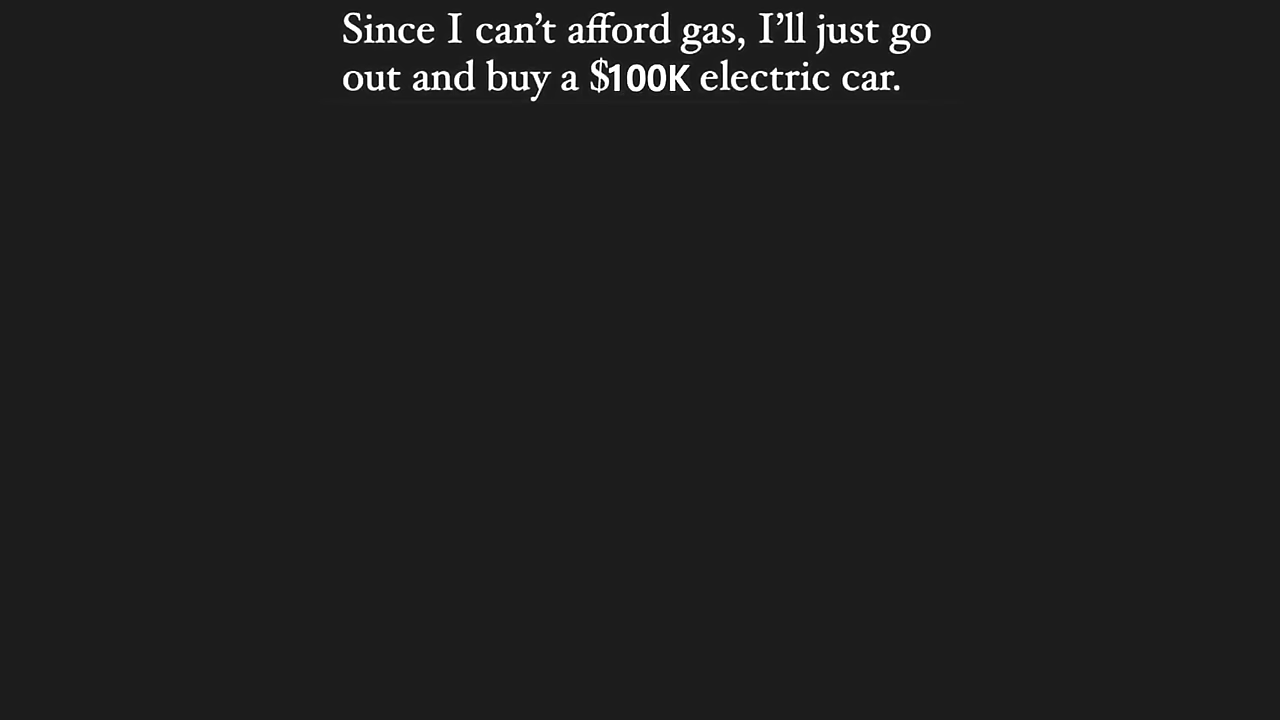 Since I can’t afford gas, I’ll just go
out and buy a $100K electric car.